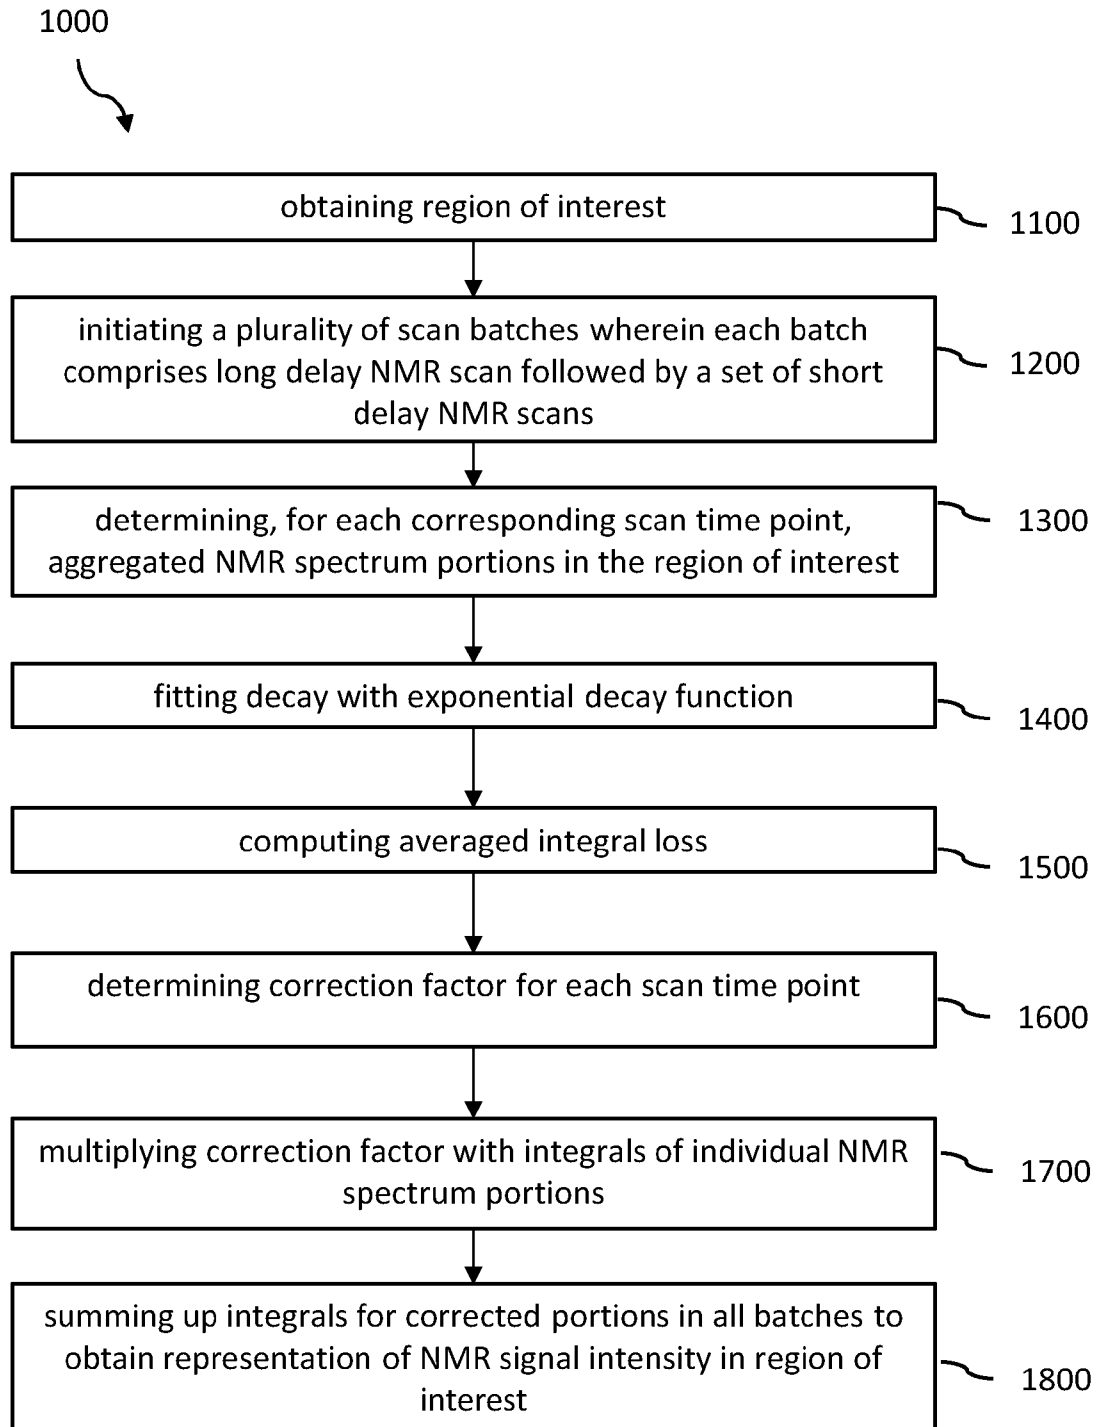 1000
obtaining region of interest
1100
initiating a plurality of scan batches wherein each batch
comprises long delay NMR scan followed by a set of short
delay NMR scans
1200
determining, for each corresponding scan time point,
aggregated NMR spectrum portions in the region of interest
1300
fitting decay with exponential decay function
1400
computing averaged integral loss
1500
determining correction factor for each scan time point
1600
multiplying correction factor with integrals of individual NMR
spectrum portions
1700
summing up integrals for corrected portions in all batches to
obtain representation of NMR signal intensity in region of
interest
1800